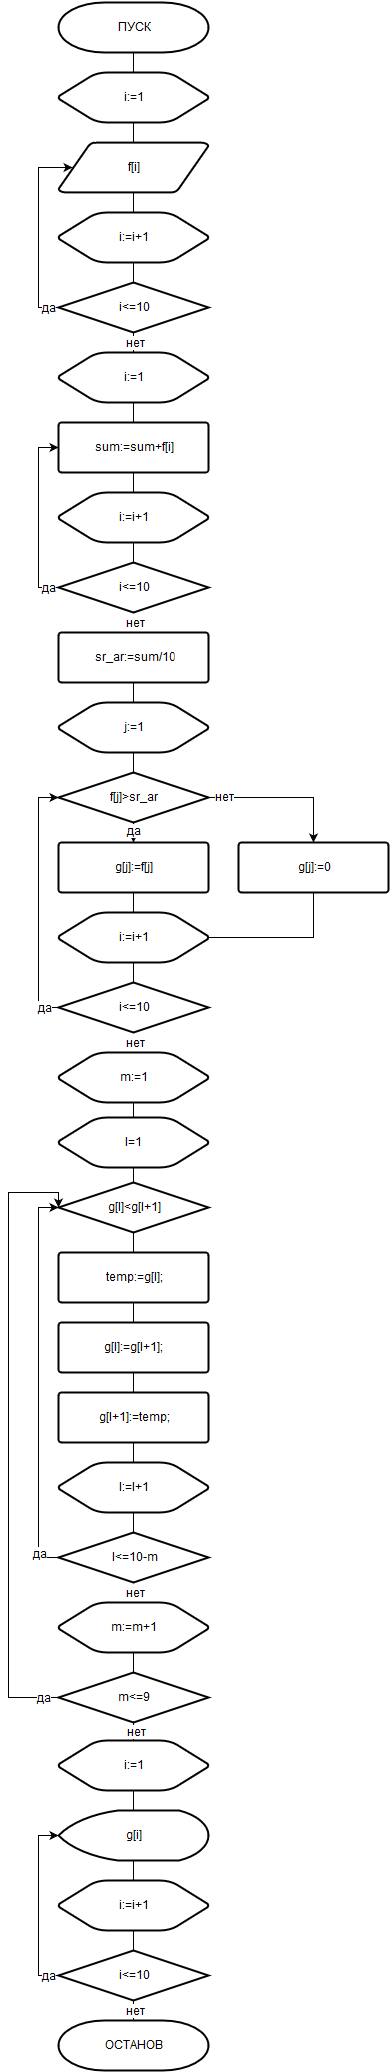 ПУСК
i:=1
f[i]
i:=i+1
i<=10
да
нет
i:=1
sum:=sum+f[i]
i:=i+1
i<=10
да
нет
sr_ar:=sum/10
j:=1
f[j]>sr_ar
нет
да
g[j]:=f[j]
g[j]:=0
i:=i+1
i<=10
да
нет
m:=1
l=1
g[l]<g[l+1]
temp:=g[l];
g[l]:=g[l+1];
g[l+1]:=temp;
l:=l+1
l<=10-m
да
нет
m:=m+1
m<=9
да
нет
i:=1
g[i]
i:=i+1
i<=10
да
нет
ОСТАНОВ